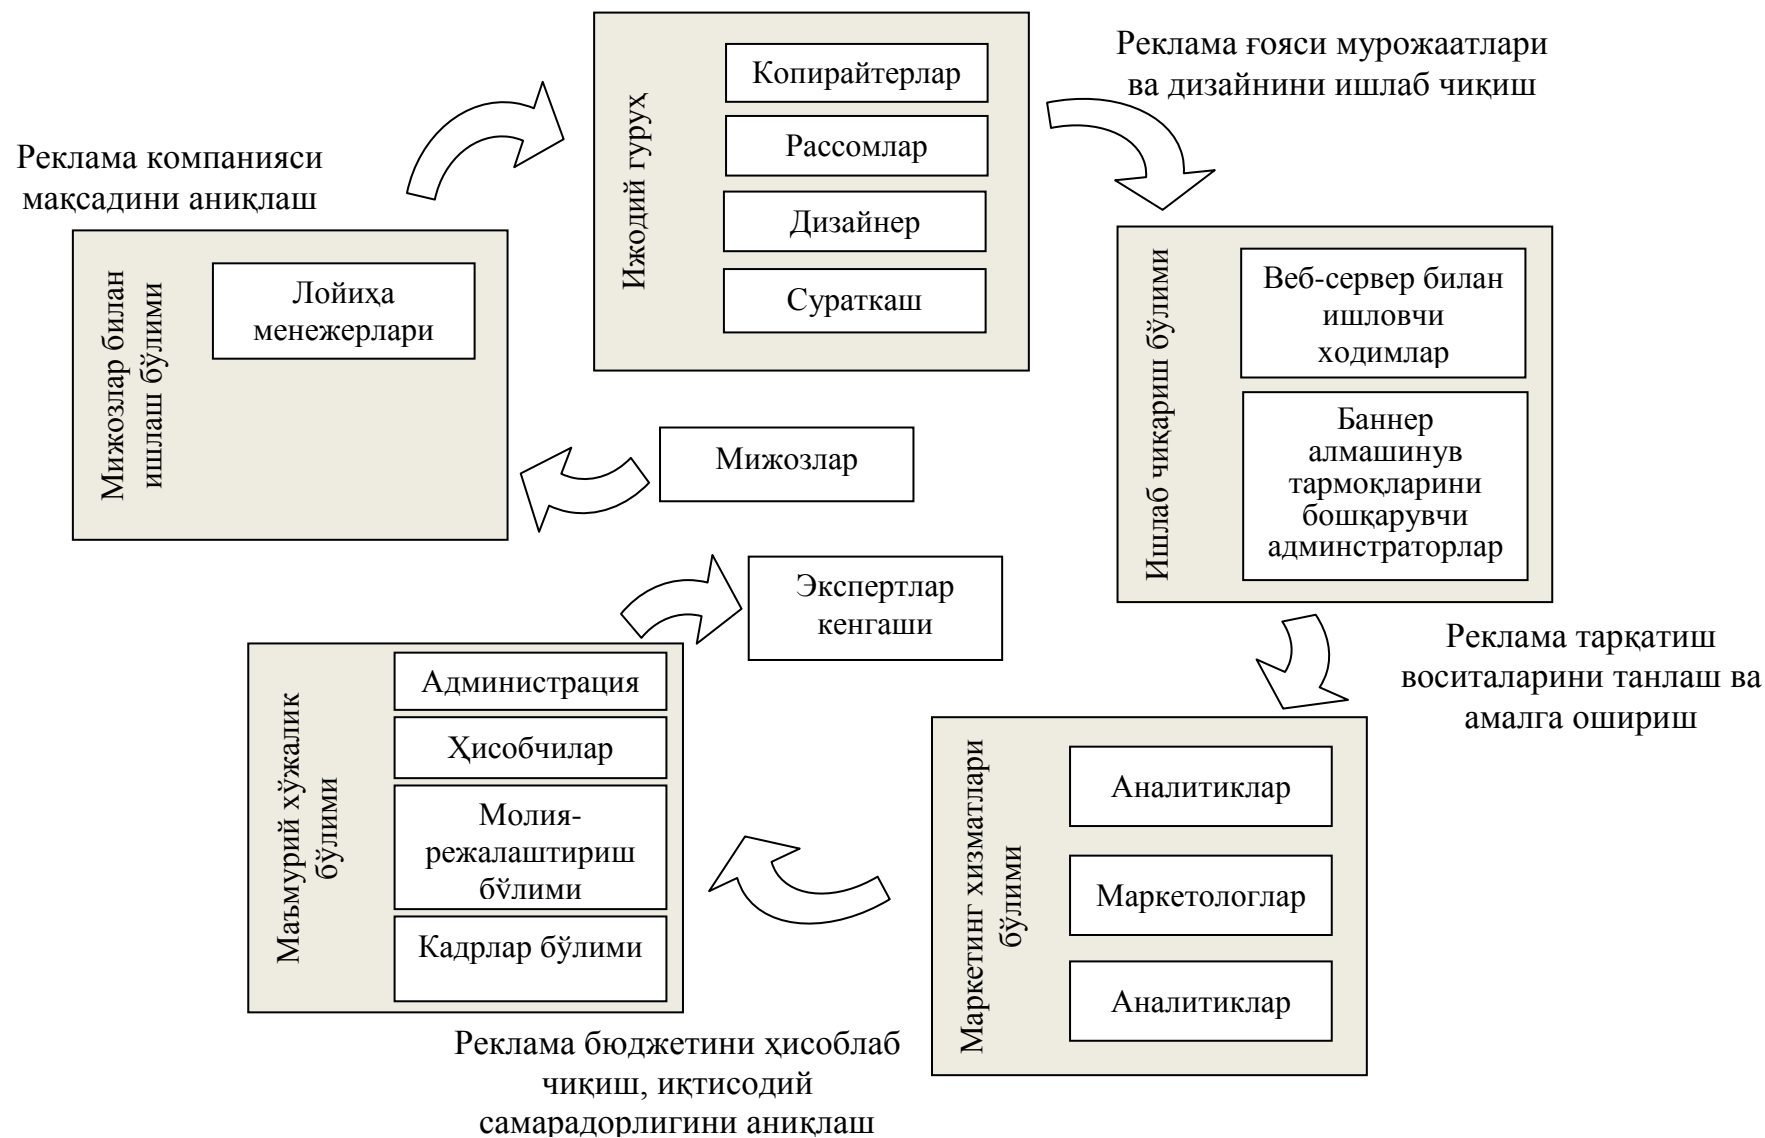 Реклама компанияси
мақсадини аниқлаш
Мижозлар билан
ишлаш бўлими
Лойиҳа
менежерлари
Ижодий гуруҳ
Копирайтерлар
Рассомлар
Дизайнер
Сураткаш
Реклама ғояси мурожаатлари
ва дизайнини ишлаб чиқиш
Ишлаб чиқариш бўлими
Веб-сервер билан
ишловчи
ходимлар
Баннер
алмашинув
тармоқларини
бошқарувчи
админстраторлар
Мижозлар
Экспертлар
кенгаши
Реклама тарқатиш
воситаларини танлаш ва
амалга ошириш
Маркетинг хизматлари
бўлими
Аналитиклар
Маркетологлар
Аналитиклар
Маъмурий хўжалик
бўлими
Администрация
Ҳисобчилар
Молия-
режалаштириш
бўлими
Кадрлар бўлими
Реклама бюджетини ҳисоблаб
чиқиш, иқтисодий
самарадорлигини аниқлаш